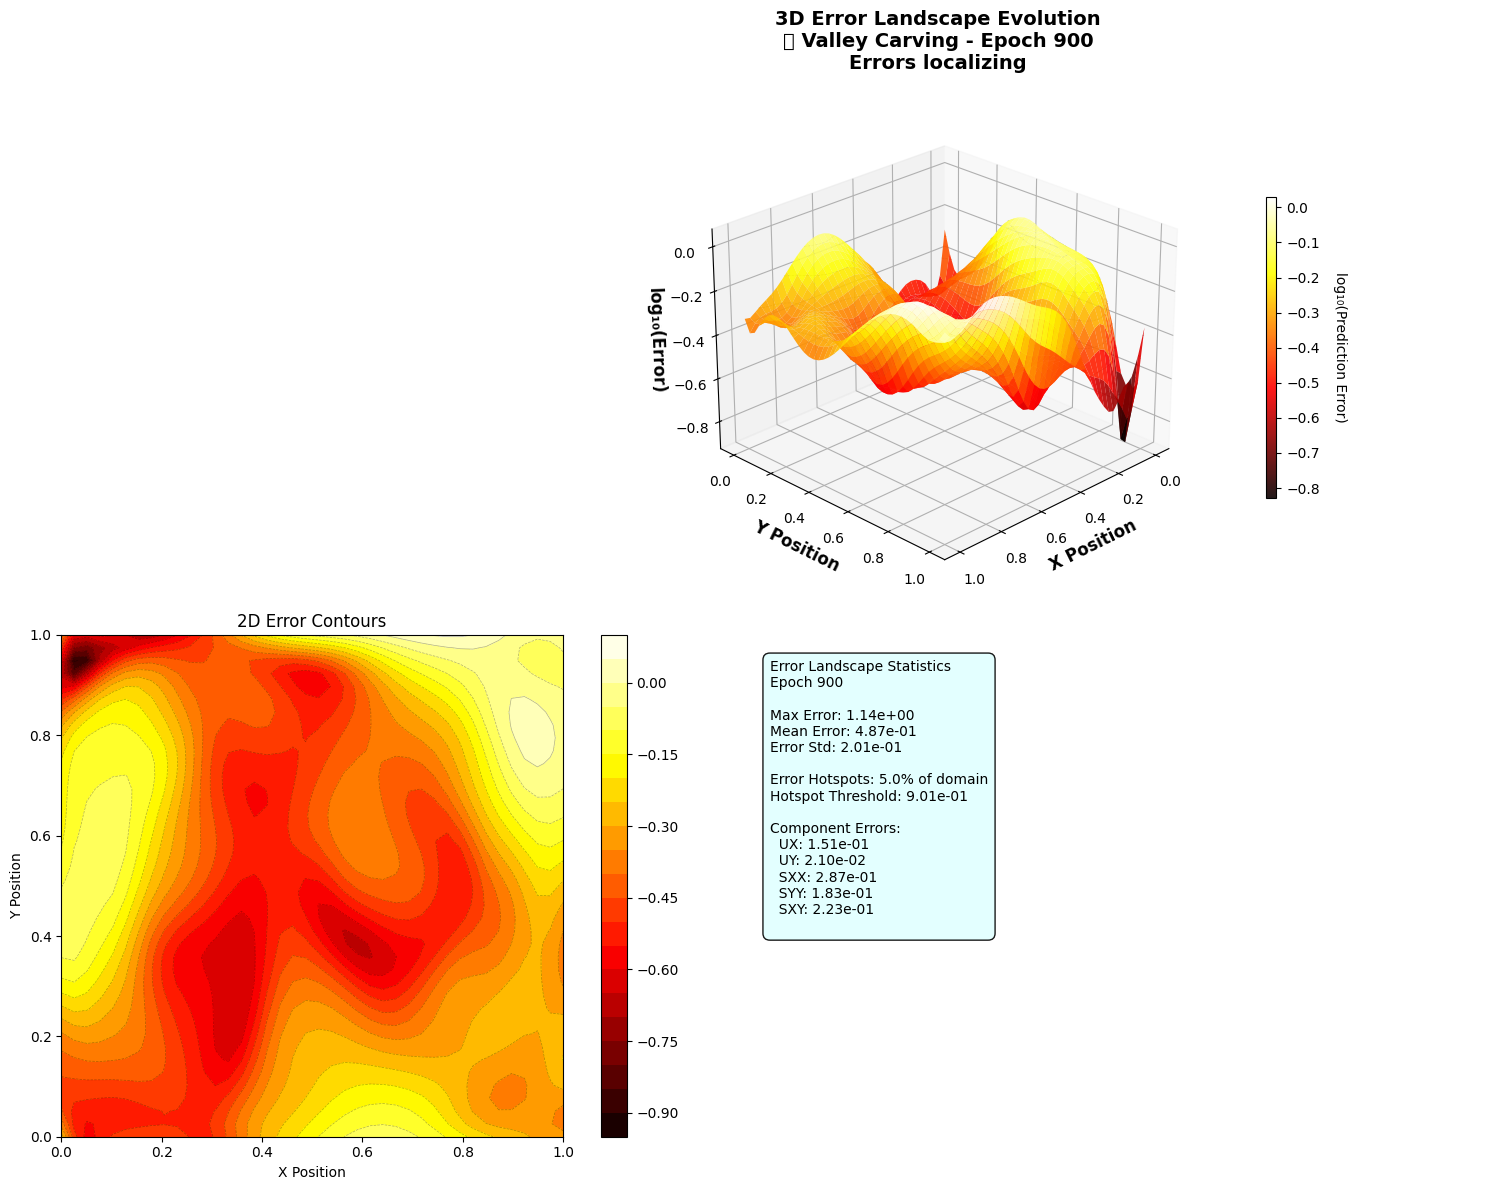 3D Error Landscape Evolution
▯ Valley Carving - Epoch 900
Errors localizing
0.0
−0.2
−0.4
−0.6
−0.8
log₁₀(Error)
0.0
0.2
0.4
0.6
0.8
1.0
Y Position
0.0
0.2
0.4
0.6
0.8
1.0
X Position
0.0
−0.1
−0.2
−0.3
−0.4
−0.5
−0.6
−0.7
−0.8
log₁₀(Prediction Error)
2D Error Contours
1.0
0.8
0.6
0.4
0.2
0.0
Y Position
0.0
0.2
0.4
0.6
0.8
1.0
X Position
0.00
−0.15
−0.30
−0.45
−0.60
−0.75
−0.90
Error Landscape Statistics
Epoch 900
Max Error: 1.14e+00
Mean Error: 4.87e-01
Error Std: 2.01e-01
Error Hotspots: 5.0% of domain
Hotspot Threshold: 9.01e-01
Component Errors:
UX: 1.51e-01
UY: 2.10e-02
SXX: 2.87e-01
SYY: 1.83e-01
SXY: 2.23e-01